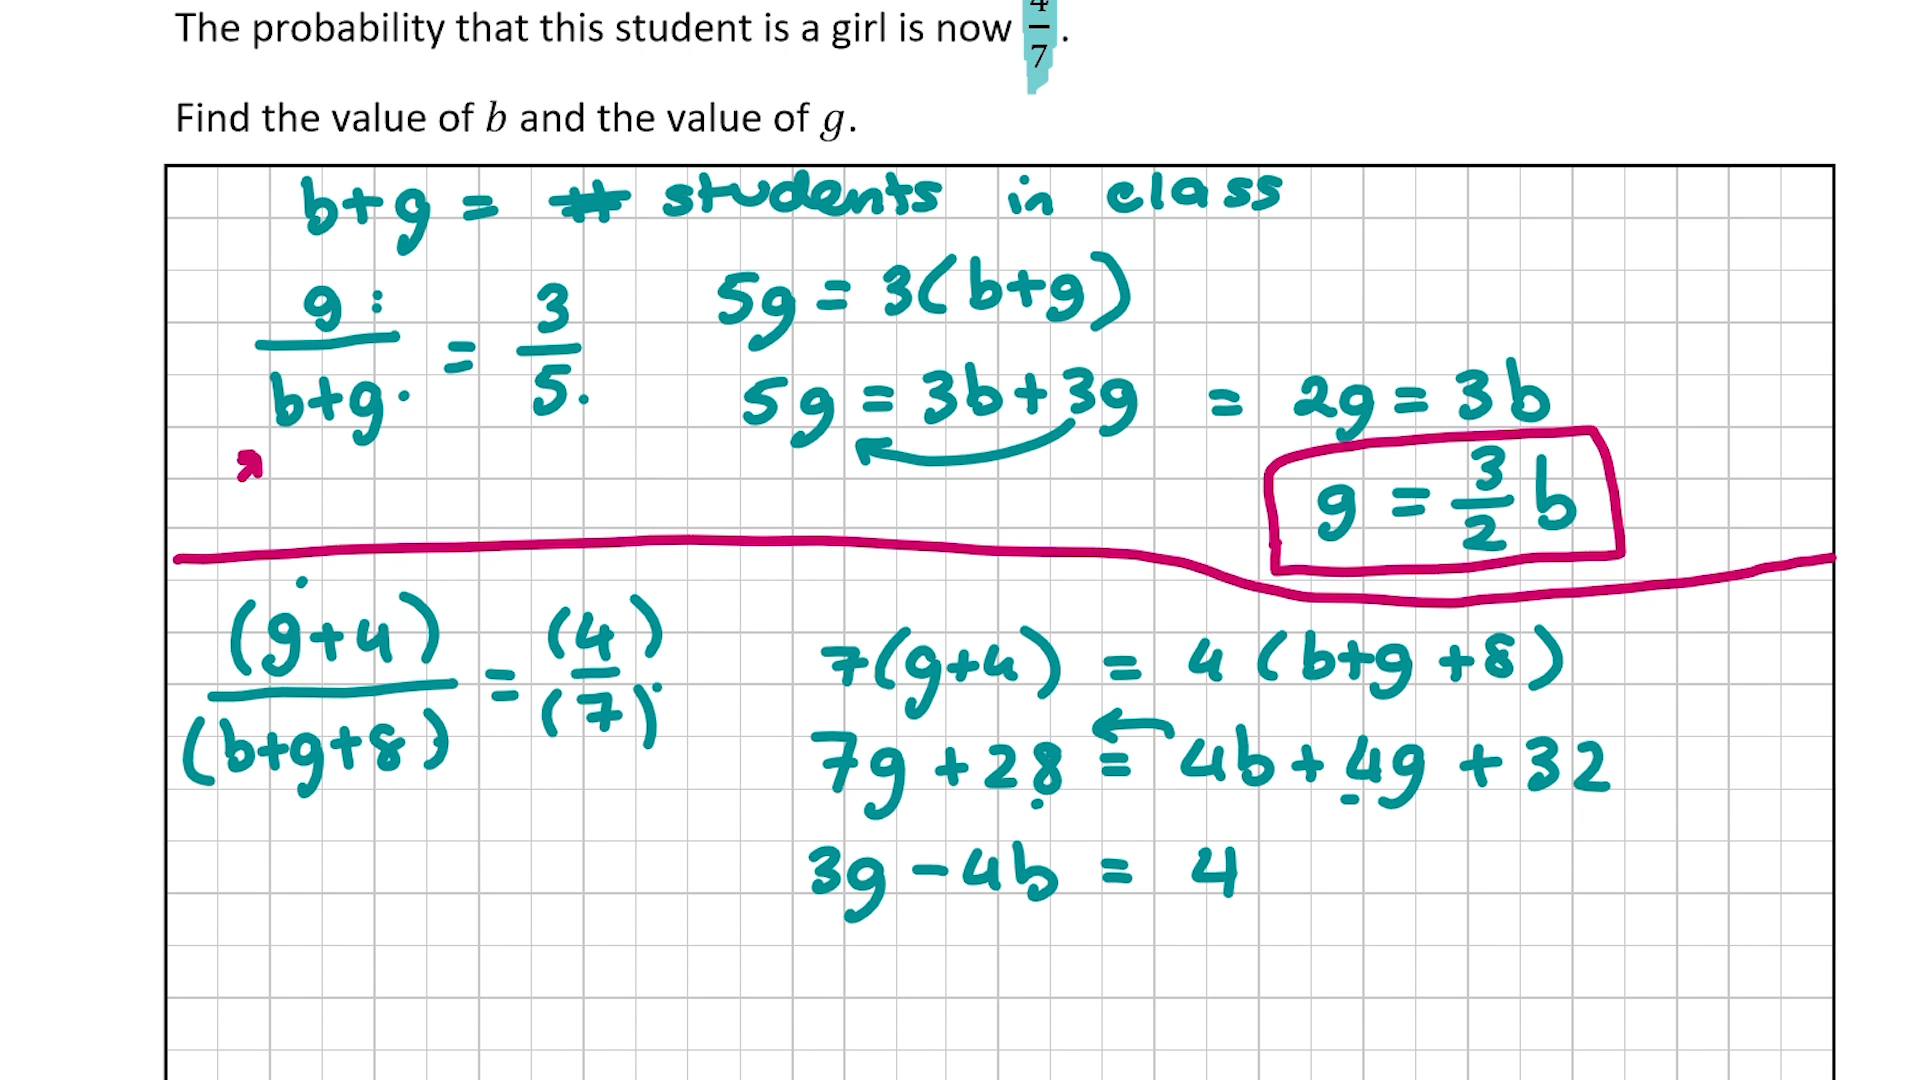 The probability that this student is a girl is now 4/7.
Find the value of b and the value of g.
b+g = # students in class
g/b+g = 3/5
5g = 3(b+g)
5g = 3b+3g = 2g = 3b
g = 3/2 b
(g+4)/(b+g+8) = (4)/(7)
7(g+4) = 4(b+g+8)
7g+28 = 4b+4g+32
3g-4b = 4